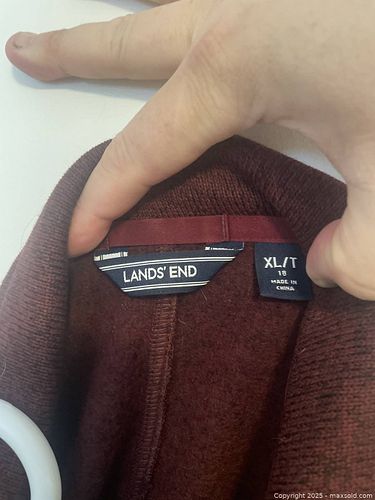 LANDS' END
XL/T
18
MADE IN
CHINA
Copyright © 2025 - maxsold.com